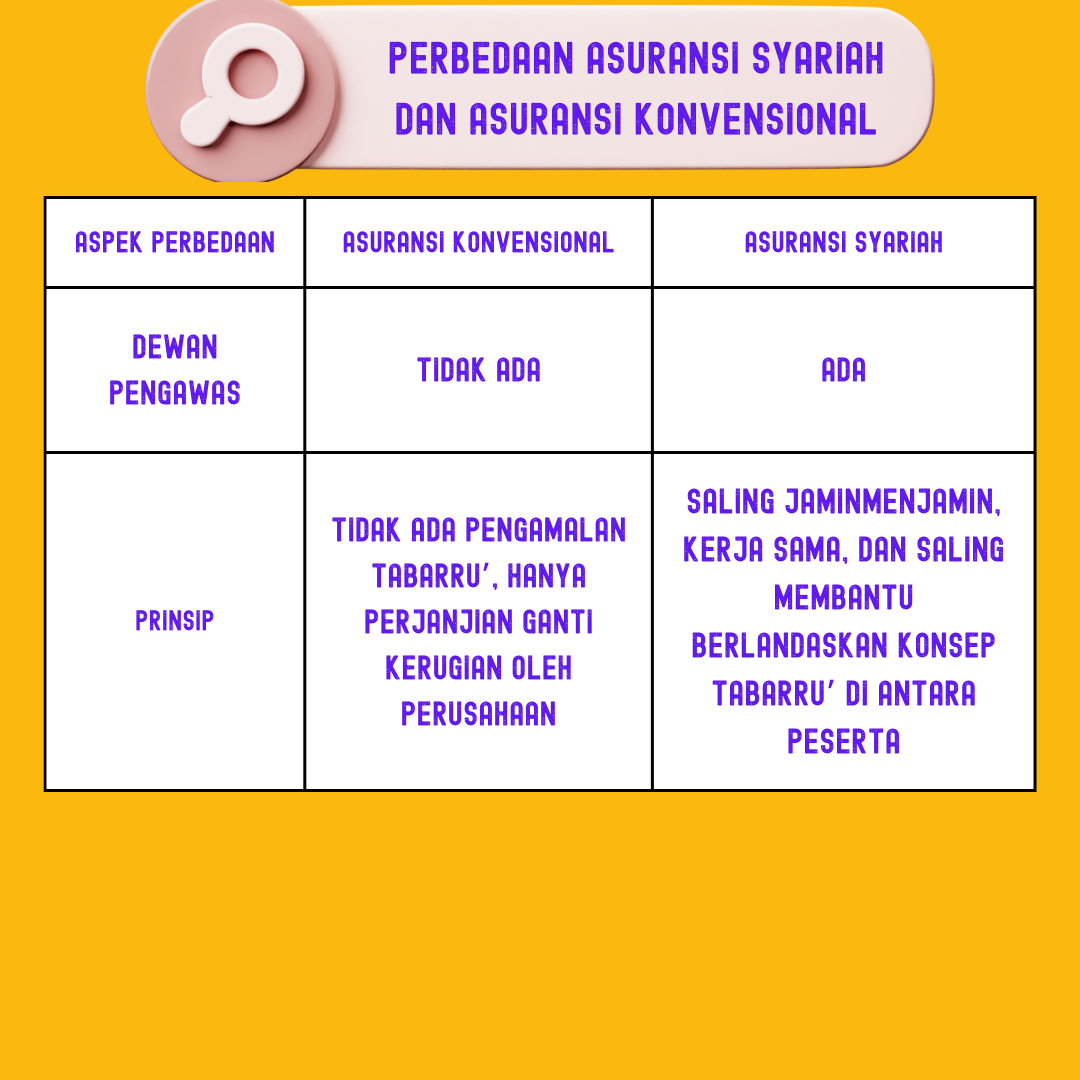 PERBEDAAN ASURANSI SYARIAH
DAN ASURANSI KONVENSIONAL
ASPEK PERBEDAAN
ASURANSI KONVENSIONAL
ASURANSI SYARIAH
DEWAN
PENGAWAS
TIDAK ADA
ADA
PRINSIP
TIDAK ADA PENGAMALAN
TABARRU', HANYA
PERJANJIAN GANTI
KERUGIAN OLEH
PERUSAHAAN
SALING JAMINMENJAMIN,
KERJA SAMA, DAN SALING
MEMBANTU
BERLANDASKAN KONSEP
TABARRU' DI ANTARA
PESERTA